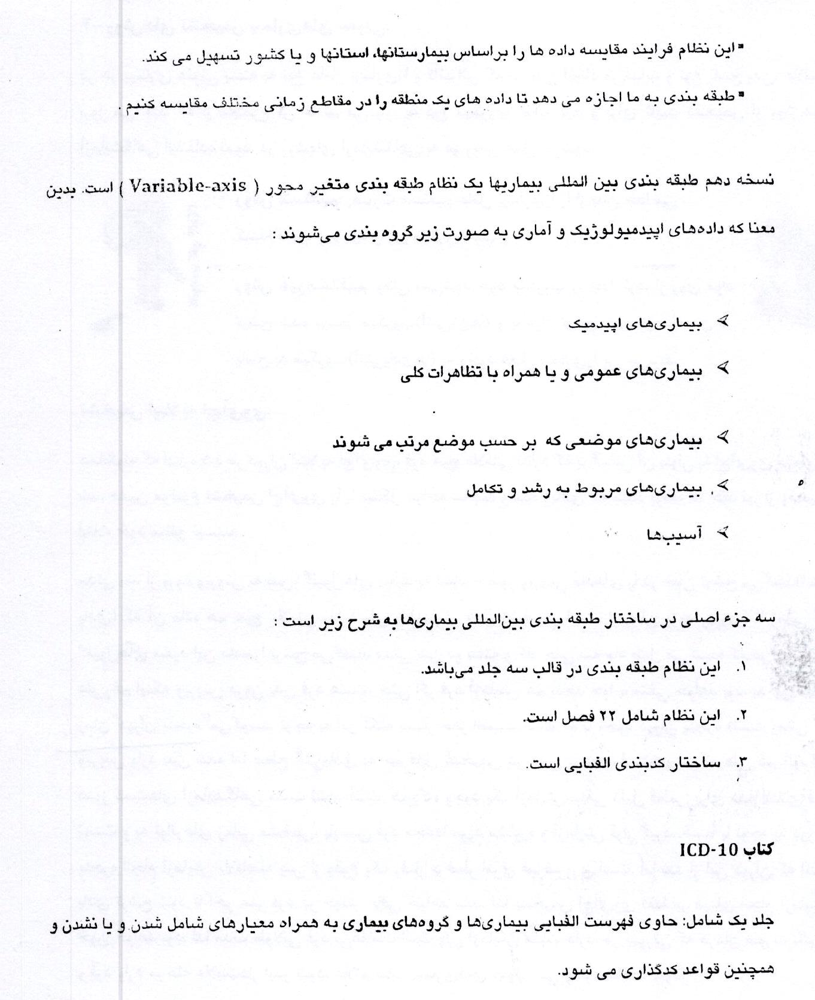 ▪ این نظام فرایند مقایسه داده ها را براساس بیمارستانها، استانها و یا کشور تسهیل می کند.
▪ طبقه بندی به ما اجازه می دهد تا داده های یک منطقه را در مقاطع زمانی مختلف مقایسه کنیم .
نسخه دهم طبقه بندی بین المللی بیماریها یک نظام طبقه بندی متغیر محور ( Variable-axis ) است. بدین
معنا که داده‌های اپیدمیولوژیک و آماری به صورت زیر گروه بندی می‌شوند :
➢ بیماری‌های اپیدمیک
➢ بیماری‌های عمومی و یا همراه با تظاهرات کلی
➢ بیماری‌های موضعی که بر حسب موضع مرتب می شوند
➢ بیماری‌های مربوط به رشد و تکامل
➢ آسیب‌ها
سه جزء اصلی در ساختار طبقه بندی بین‌المللی بیماری‌ها به شرح زیر است :
۱. این نظام طبقه بندی در قالب سه جلد می‌باشد.
۲. این نظام شامل ۲۲ فصل است.
۳. ساختار کدبندی الفبایی است.
کتاب ICD-10
جلد یک شامل: حاوی فهرست الفبایی بیماری‌ها و گروه‌های بیماری به همراه معیارهای شامل شدن و یا نشدن و
همچنین قواعد کدگذاری می شود.